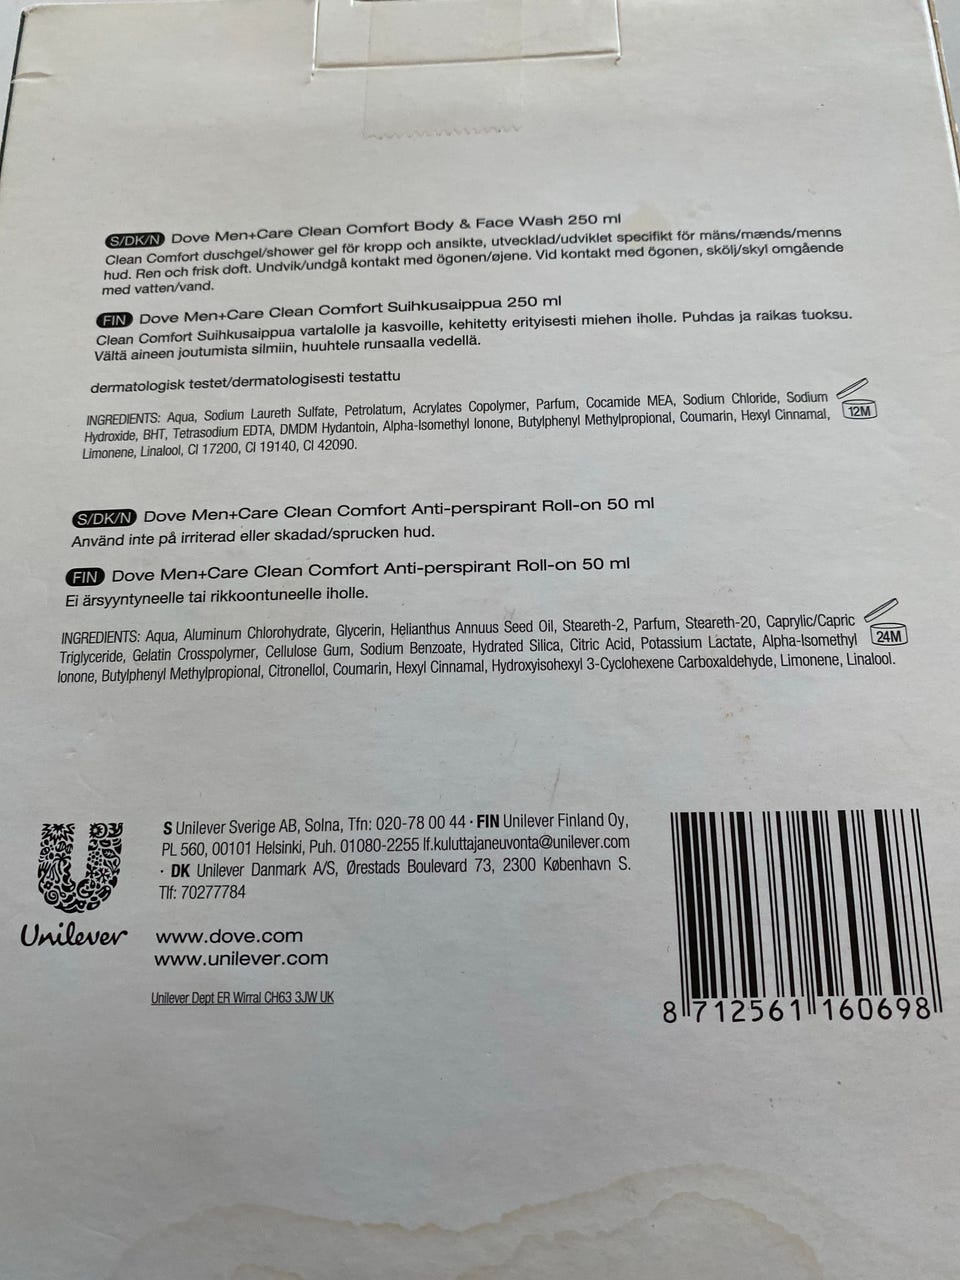 S/DK/N Dove Men+Care Clean Comfort Body & Face Wash 250 ml
Clean Comfort duschgel/shower gel för kropp och ansikte, utvecklad/udviklet specifikt för mäns/mænds/menns
hud. Ren och frisk doft. Undvik/undgå kontakt med ögonen/øjene. Vid kontakt med ögonen, skölj/skyl omgående
med vatten/vand.
FIN Dove Men+Care Clean Comfort Suihkusaippua 250 ml
Clean Comfort Suihkusaippua vartalolle ja kasvoille, kehitetty erityisesti miehen iholle. Puhdas ja raikas tuoksu.
Vältä aineen joutumista silmiin, huuhtele runsaalla vedellä.
dermatologisk testet/dermatologisesti testattu
INGREDIENTS: Aqua, Sodium Laureth Sulfate, Petrolatum, Acrylates Copolymer, Parfum, Cocamide MEA, Sodium Chloride, Sodium
Hydroxide, BHT, Tetrasodium EDTA, DMDM Hydantoin, Alpha-Isomethyl Ionone, Butylphenyl Methylpropional, Coumarin, Hexyl Cinnamal,
Limonene, Linalool, CI 17200, CI 19140, CI 42090.
12M
S/DK/N Dove Men+Care Clean Comfort Anti-perspirant Roll-on 50 ml
Använd inte på irriterad eller skadad/sprucken hud.
FIN Dove Men+Care Clean Comfort Anti-perspirant Roll-on 50 ml
Ei ärsyyntyneelle tai rikkoontuneelle iholle.
INGREDIENTS: Aqua, Aluminum Chlorohydrate, Glycerin, Helianthus Annuus Seed Oil, Steareth-2, Parfum, Steareth-20, Caprylic/Capric
Triglyceride, Gelatin Crosspolymer, Cellulose Gum, Sodium Benzoate, Hydrated Silica, Citric Acid, Potassium Lactate, Alpha-Isomethyl
Ionone, Butylphenyl Methylpropional, Citronellol, Coumarin, Hexyl Cinnamal, Hydroxyisohexyl 3-Cyclohexene Carboxaldehyde, Limonene, Linalool.
24M
S Unilever Sverige AB, Solna, Tfn: 020-78 00 44 · FIN Unilever Finland Oy,
PL 560, 00101 Helsinki, Puh. 01080-2255 lf.kuluttajaneuvonta@unilever.com
· DK Unilever Danmark A/S, Ørestads Boulevard 73, 2300 København S.
Tlf: 70277784
Unilever
www.dove.com
www.unilever.com
Unilever Dept ER Wirral CH63 3JW UK
8 712561 160698